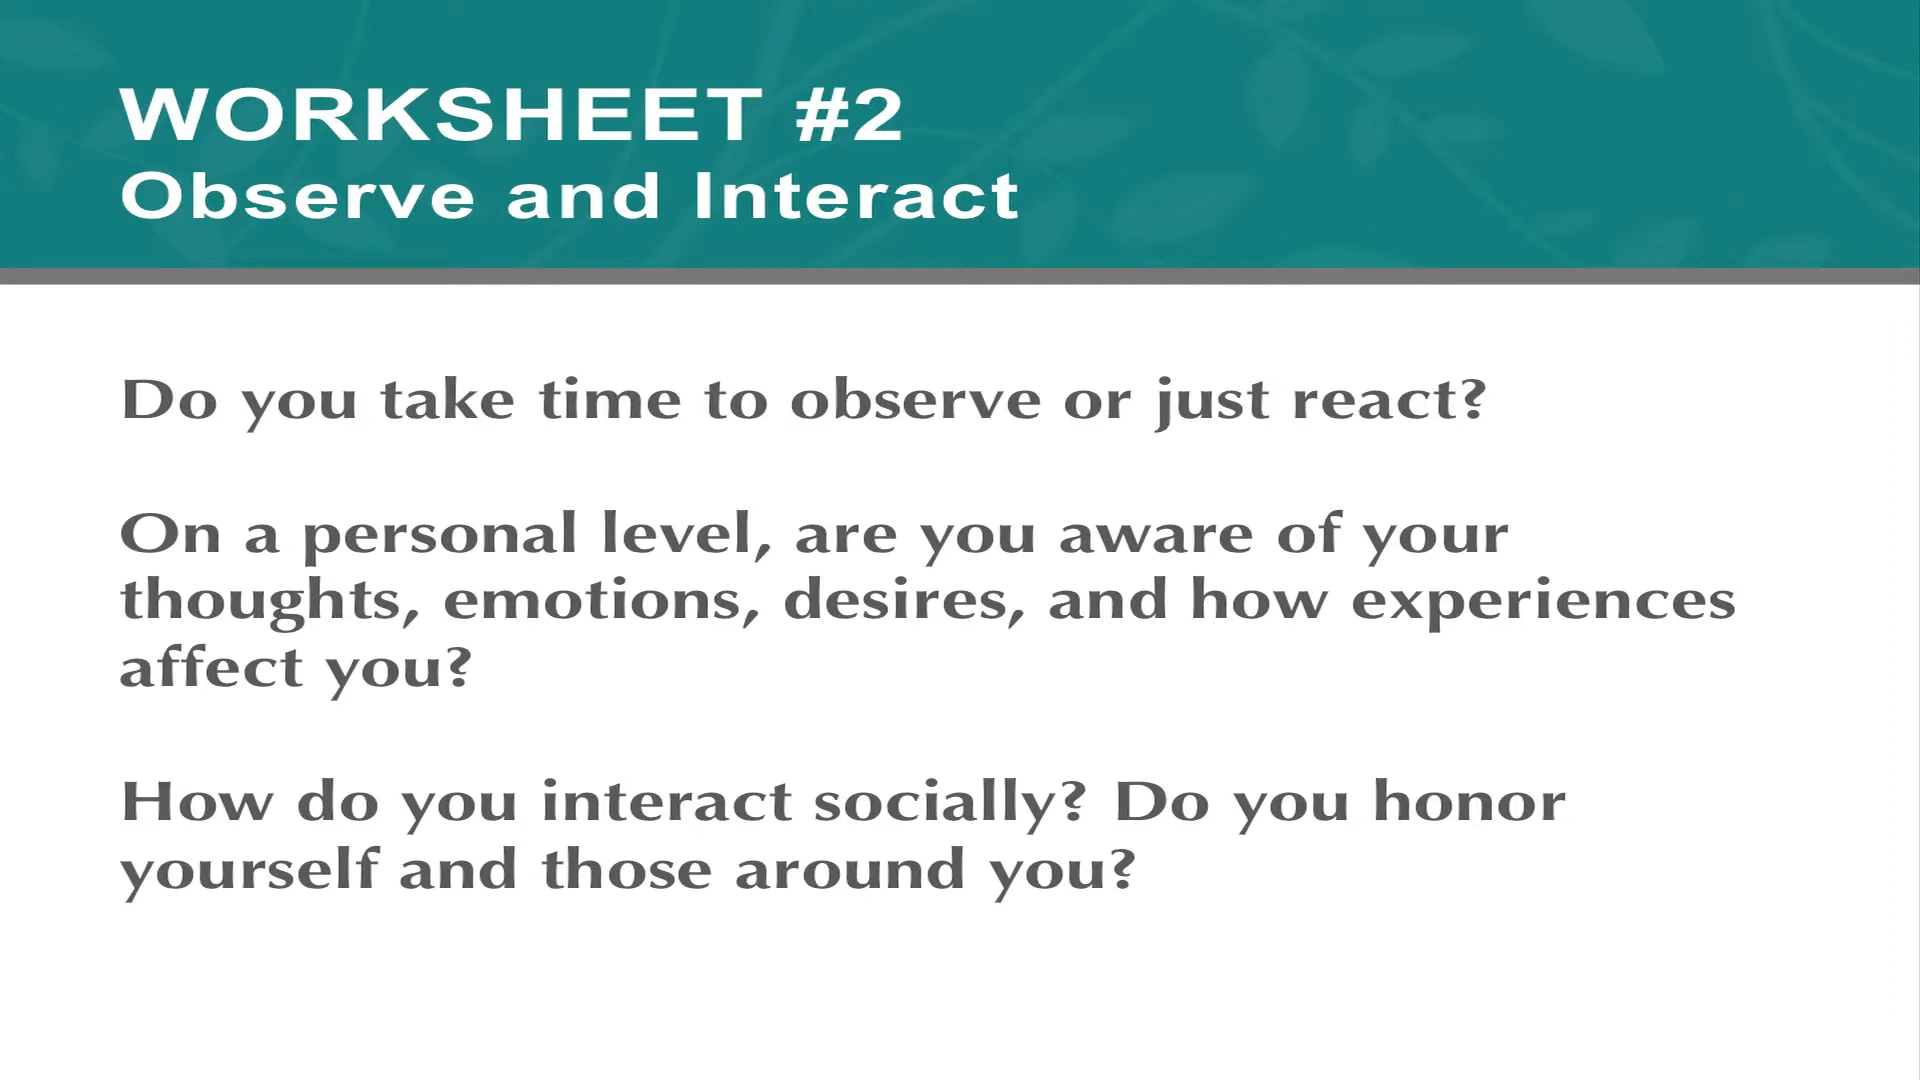 WORKSHEET #2
Observe and Interact
Do you take time to observe or just react?
On a personal level, are you aware of your
thoughts, emotions, desires, and how experiences
affect you?
How do you interact socially? Do you honor
yourself and those around you?